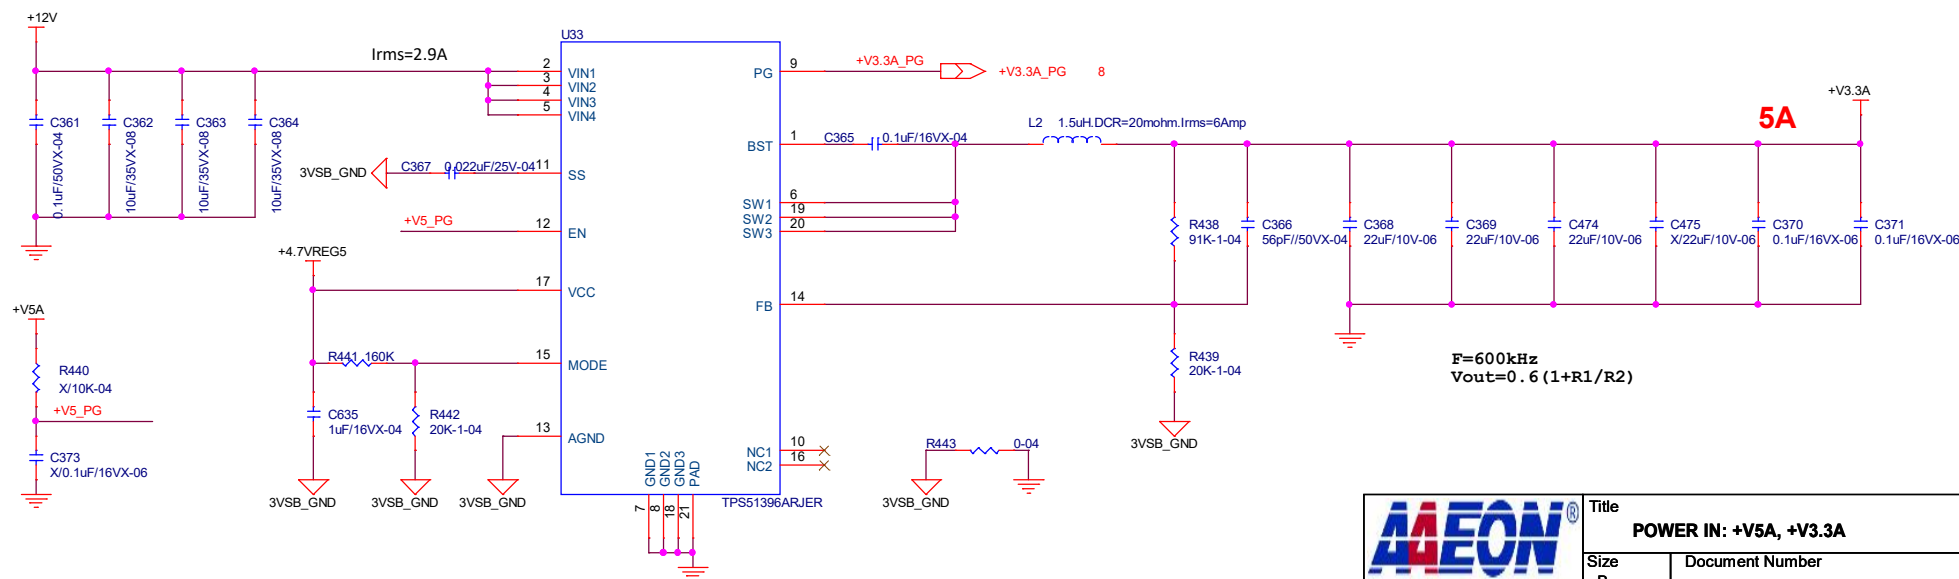 +12V
Irms=2.9A
U33
2 VIN1
3 VIN2
4 VIN3
5 VIN4
PG 9
+V3.3A_PG
+V3.3A_PG 8
C361
0.1uF/50VX-04
C362
10uF/35VX-08
C363
10uF/35VX-08
C364
10uF/35VX-08
BST 1
C365 0.1uF/16VX-04
L2 1.5uH.DCR=20mohm.Irms=6Amp
5A
+V3.3A
3VSB_GND
C367 0.022uF/25V-04
11 SS
SW1 6
SW2 19
SW3 20
+V5_PG
12 EN
R438
91K-1-04
C366
56pF//50VX-04
C368
22uF/10V-06
C369
22uF/10V-06
C474
22uF/10V-06
C475
X/22uF/10V-06
C370
0.1uF/16VX-06
C371
0.1uF/16VX-06
+4.7VREG5
17 VCC
FB 14
+V5A
R440
X/10K-04
+V5_PG
C373
X/0.1uF/16VX-06
R441 160K
15 MODE
R439
20K-1-04
F=600kHz
Vout=0.6(1+R1/R2)
C635
1uF/16VX-04
R442
20K-1-04
13 AGND
3VSB_GND
NC1 10
NC2 16
R443 0-04
3VSB_GND
3VSB_GND
3VSB_GND
3VSB_GND
GND1
GND2
GND3
PAD
7
8
18
21
TPS51396ARJER
AAEON®
Title
POWER IN: +V5A, +V3.3A
Size
Document Number